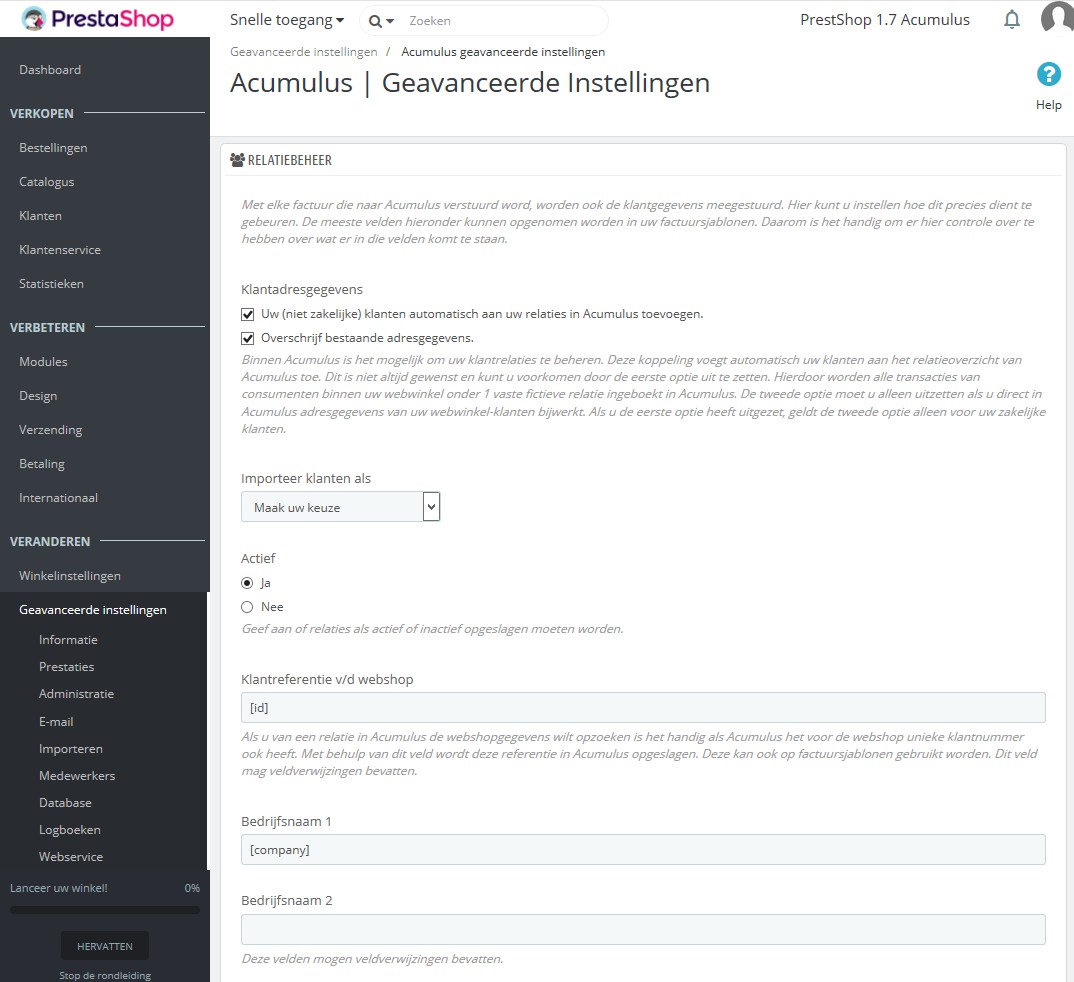 PrestaShop
Snelle toegang
Zoeken
PrestShop 1.7 Acumulus
Geavanceerde instellingen / Acumulus geavanceerde instellingen
Acumulus | Geavanceerde Instellingen
Help
Dashboard
VERKOPEN
Bestellingen
Catalogus
Klanten
Klantenservice
Statistieken
VERBETEREN
Modules
Design
Verzending
Betaling
Internationaal
VERANDEREN
Winkelinstellingen
Geavanceerde instellingen
Informatie
Prestaties
Administratie
E-mail
Importeren
Medewerkers
Database
Logboeken
Webservice
Lanceer uw winkel! 0%
HERVATTEN
Stop de rondleiding
RELATIEBEHEER
Met elke factuur die naar Acumulus verstuurd word, worden ook de klantgegevens meegestuurd. Hier kunt u instellen hoe dit precies dient te
gebeuren. De meeste velden hieronder kunnen opgenomen worden in uw factuursjablonen. Daarom is het handig om er hier controle over te
hebben over wat er in die velden komt te staan.
Klantadresgegevens
Uw (niet zakelijke) klanten automatisch aan uw relaties in Acumulus toevoegen.
Overschrijf bestaande adresgegevens.
Binnen Acumulus is het mogelijk om uw klantrelaties te beheren. Deze koppeling voegt automatisch uw klanten aan het relatieoverzicht van
Acumulus toe. Dit is niet altijd gewenst en kunt u voorkomen door de eerste optie uit te zetten. Hierdoor worden alle transacties van
consumenten binnen uw webwinkel onder 1 vaste fictieve relatie ingeboekt in Acumulus. De tweede optie moet u alleen uitzetten als u direct in
Acumulus adresgegevens van uw webwinkel-klanten bijwerkt. Als u de eerste optie heeft uitgezet, geldt de tweede optie alleen voor uw zakelijke
klanten.
Importeer klanten als
Maak uw keuze
Actief
Ja
Nee
Geef aan of relaties als actief of inactief opgeslagen moeten worden.
Klantreferentie v/d webshop
[id]
Als u van een relatie in Acumulus de webshopgegevens wilt opzoeken is het handig als Acumulus het voor de webshop unieke klantnummer
ook heeft. Met behulp van dit veld wordt deze referentie in Acumulus opgeslagen. Deze kan ook op factuursjablonen gebruikt worden. Dit veld
mag veldverwijzingen bevatten.
Bedrijfsnaam 1
[company]
Bedrijfsnaam 2
Deze velden mogen veldverwijzingen bevatten.